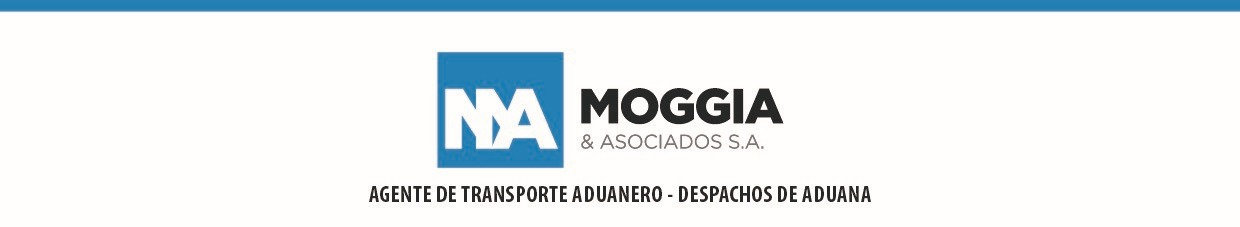 MA
MOGGIA
& ASOCIADOS S.A.
AGENTE DE TRANSPORTE ADUANERO - DESPACHOS DE ADUANA